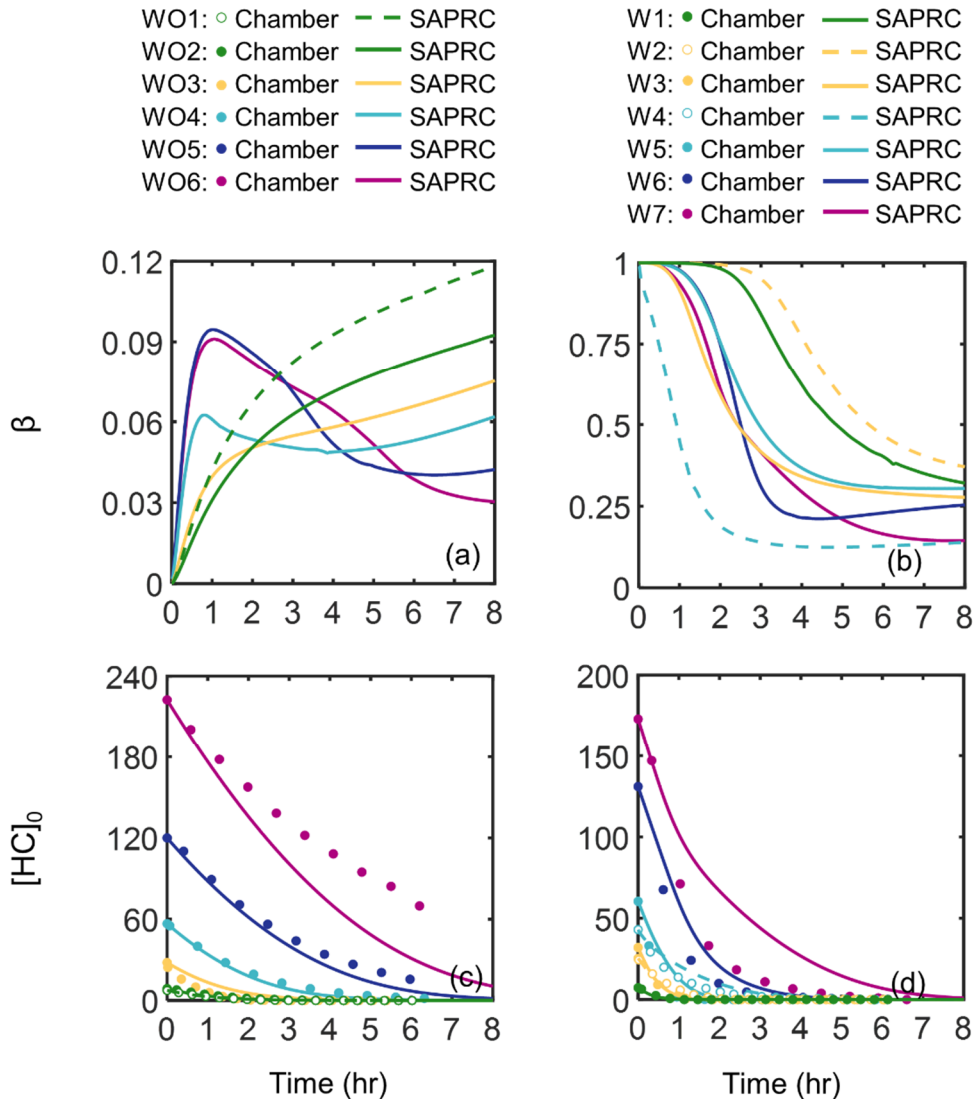 WO1: Chamber SAPRC
WO2: Chamber SAPRC
WO3: Chamber SAPRC
WO4: Chamber SAPRC
WO5: Chamber SAPRC
WO6: Chamber SAPRC
W1: Chamber SAPRC
W2: Chamber SAPRC
W3: Chamber SAPRC
W4: Chamber SAPRC
W5: Chamber SAPRC
W6: Chamber SAPRC
W7: Chamber SAPRC
β
0.12
0.09
0.06
0.03
0
(a)
0 1 2 3 4 5 6 7 8
1
0.75
0.5
0.25
0
(b)
0 1 2 3 4 5 6 7 8
[HC]₀
240
180
120
60
0
(c)
0 1 2 3 4 5 6 7 8
Time (hr)
200
150
100
50
0
(d)
0 1 2 3 4 5 6 7 8
Time (hr)